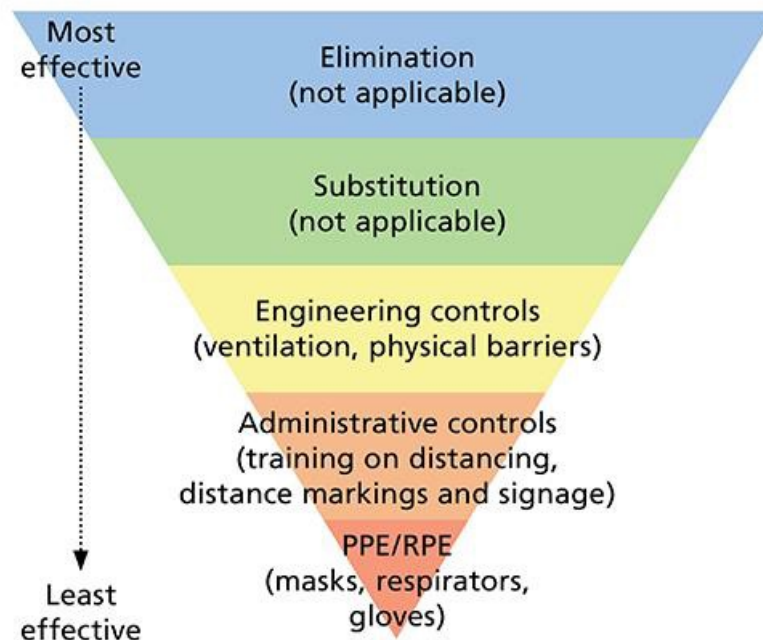 Most
effective
Elimination
(not applicable)
Substitution
(not applicable)
Engineering controls
(ventilation, physical barriers)
Administrative controls
(training on distancing,
distance markings and signage)
PPE/RPE
(masks, respirators,
gloves)
Least
effective